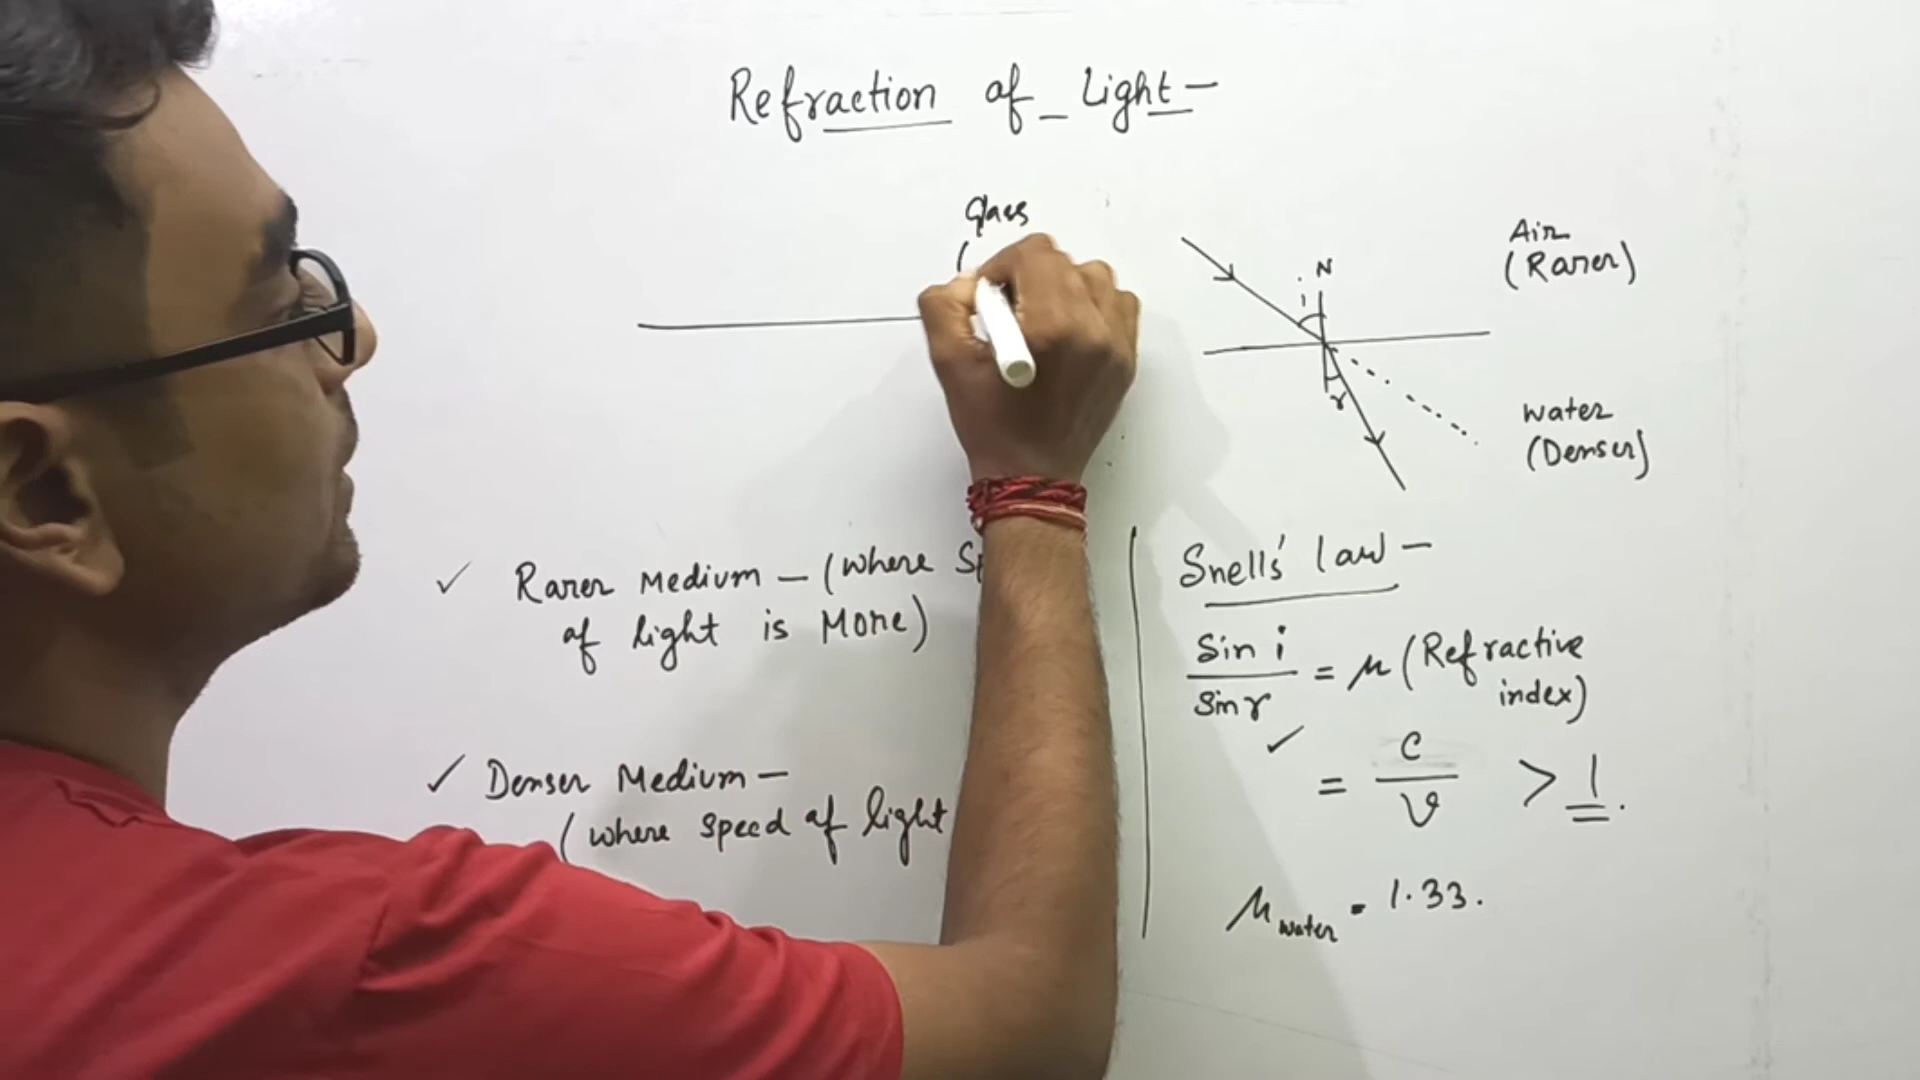 Refraction of Light -
Glass
(
N
i
r
Air
(Rarer)
water
(Denser)
✓ Rarer Medium - (where
of light is More)
✓ Denser Medium -
(where speed of light
Snells' law -
Sin i
Sin r
= μ (Refractive
index)
✓
= C
V
> 1.
μ water = 1.33.